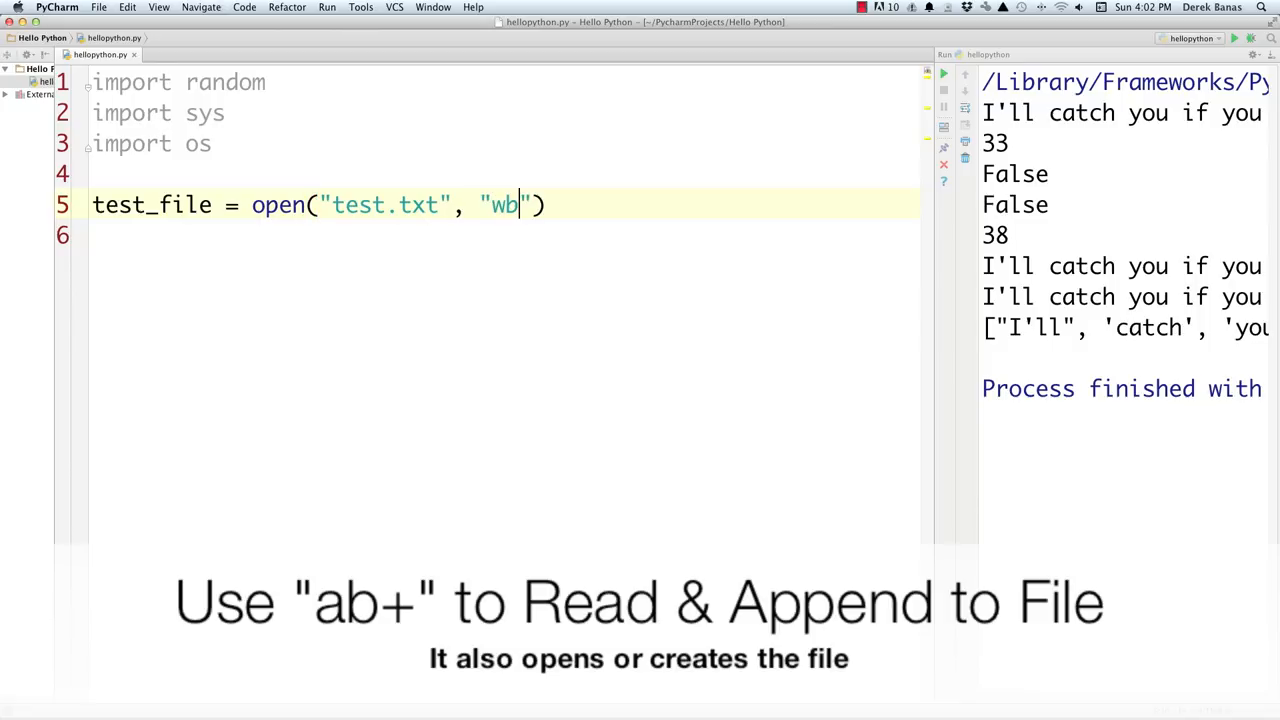 PyCharm File Edit View Navigate Code Refactor Run Tools VCS Window Help 10 Sun 4:02 PM Derek Banas
hellopython.py – Hello Python – [~/PycharmProjects/Hello Python]
Hello Python hellopython.py hellopython
hellopython.py × Run hellopython
Hello P
hell
Externa
1 import random
2 import sys
3 import os
4
5 test_file = open("test.txt", "wb")
6
/Library/Frameworks/Py
I'll catch you if you
33
False
False
38
I'll catch you if you
I'll catch you if you
["I'll", 'catch', 'you
Process finished with
Use "ab+" to Read & Append to File
It also opens or creates the file